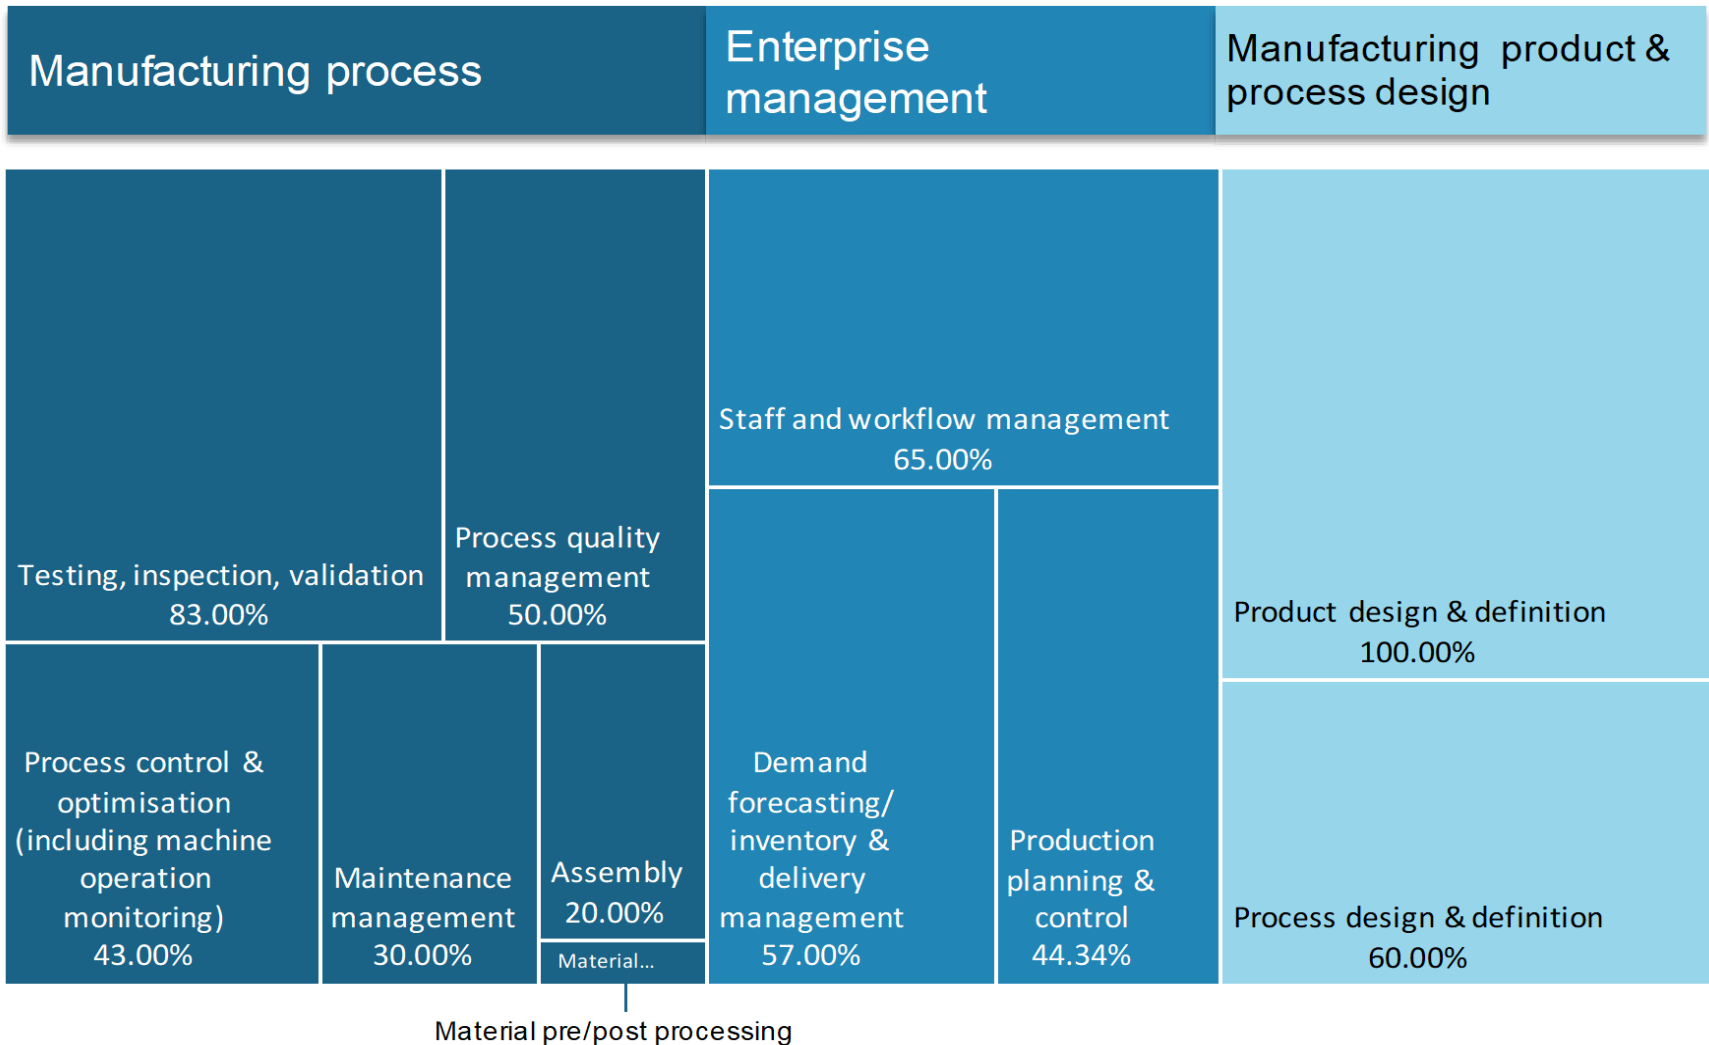 Manufacturing process
Enterprise
management
Manufacturing product &
process design
Testing, inspection, validation
83.00%
Process quality
management
50.00%
Process control &
optimisation
(including machine
operation
monitoring)
43.00%
Maintenance
management
30.00%
Assembly
20.00%
Material...
Material pre/post processing
Staff and workflow management
65.00%
Demand
forecasting/
inventory &
delivery
management
57.00%
Production
planning &
control
44.34%
Product design & definition
100.00%
Process design & definition
60.00%